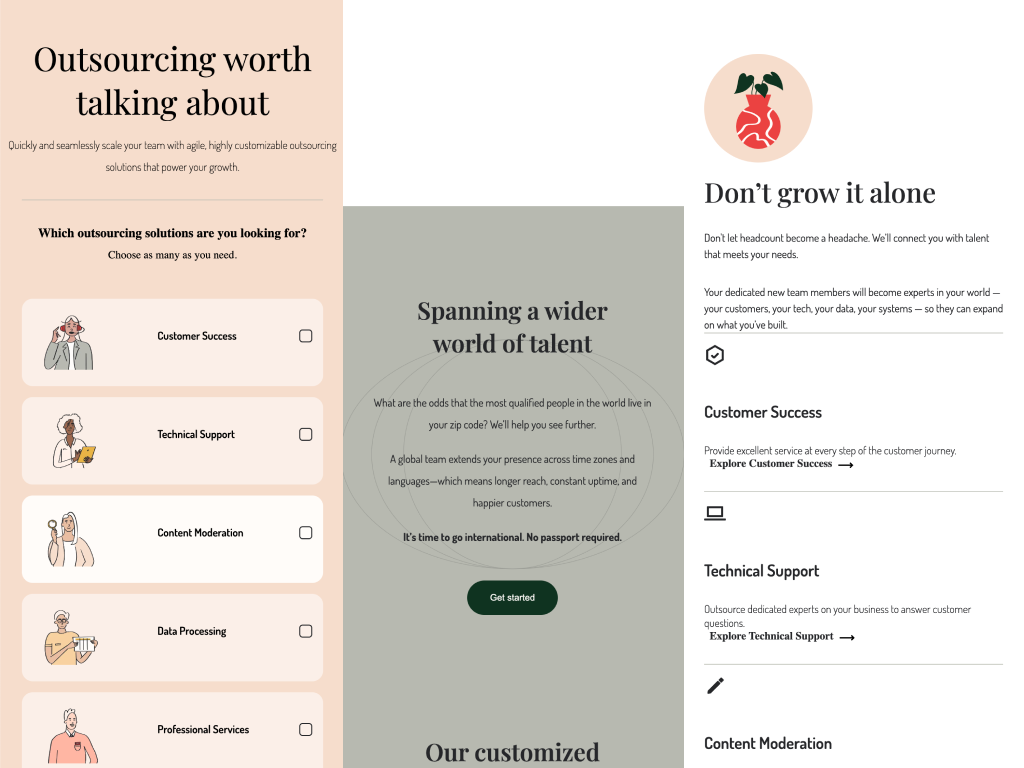 Outsourcing worth
talking about
Quickly and seamlessly scale your team with agile, highly customizable outsourcing
solutions that power your growth.
Which outsourcing solutions are you looking for?
Choose as many as you need.
Customer Success
Technical Support
Content Moderation
Data Processing
Professional Services
Spanning a wider
world of talent
What are the odds that the most qualified people in the world live in
your zip code? We'll help you see further.
A global team extends your presence across time zones and
languages—which means longer reach, constant uptime, and
happier customers.
It's time to go international. No passport required.
Get started
Our customized
Don’t grow it alone
Don't let headcount become a headache. We'll connect you with talent
that meets your needs.
Your dedicated new team members will become experts in your world —
your customers, your tech, your data, your systems — so they can expand
on what you've built.
Customer Success
Provide excellent service at every step of the customer journey.
Explore Customer Success
Technical Support
Outsource dedicated experts on your business to answer customer
questions.
Explore Technical Support
Content Moderation